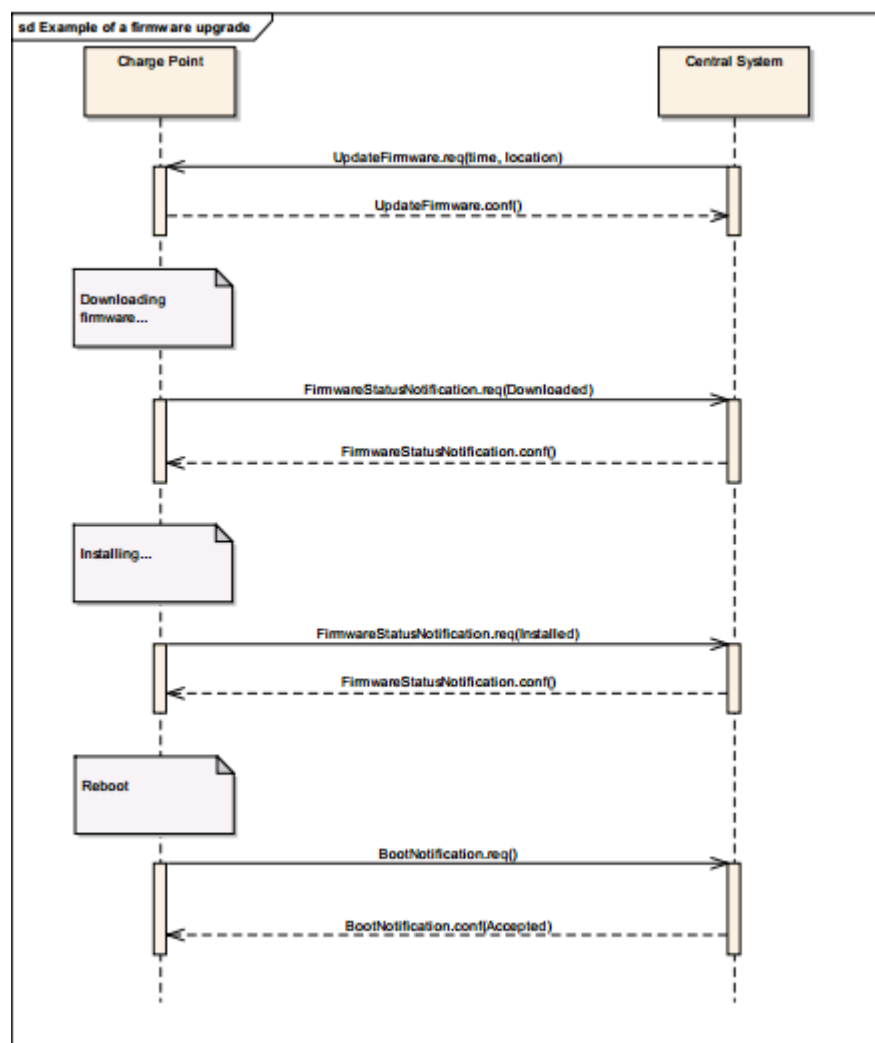 sd Example of a firmware upgrade
Charge Point
Central System
UpdateFirmware.req(time, location)
UpdateFirmware.conf()
Downloading
firmware...
FirmwareStatusNotification.req(Downloaded)
FirmwareStatusNotification.conf()
Installing...
FirmwareStatusNotification.req(Installed)
FirmwareStatusNotification.conf()
Reboot
BootNotification.req()
BootNotification.conf(Accepted)